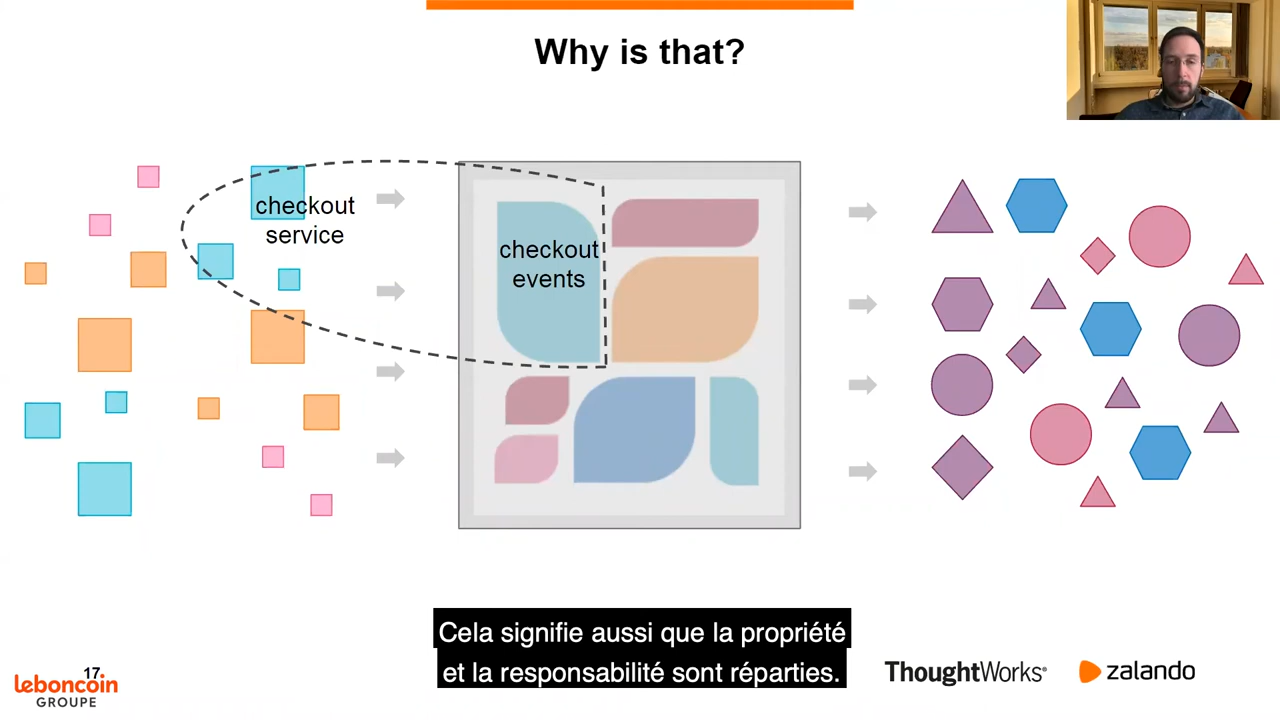 Why is that?
checkout
service
checkout
events
Cela signifie aussi que la propriété
et la responsabilité sont réparties.
17
leboncoin
GROUPE
ThoughtWorks®
zalando